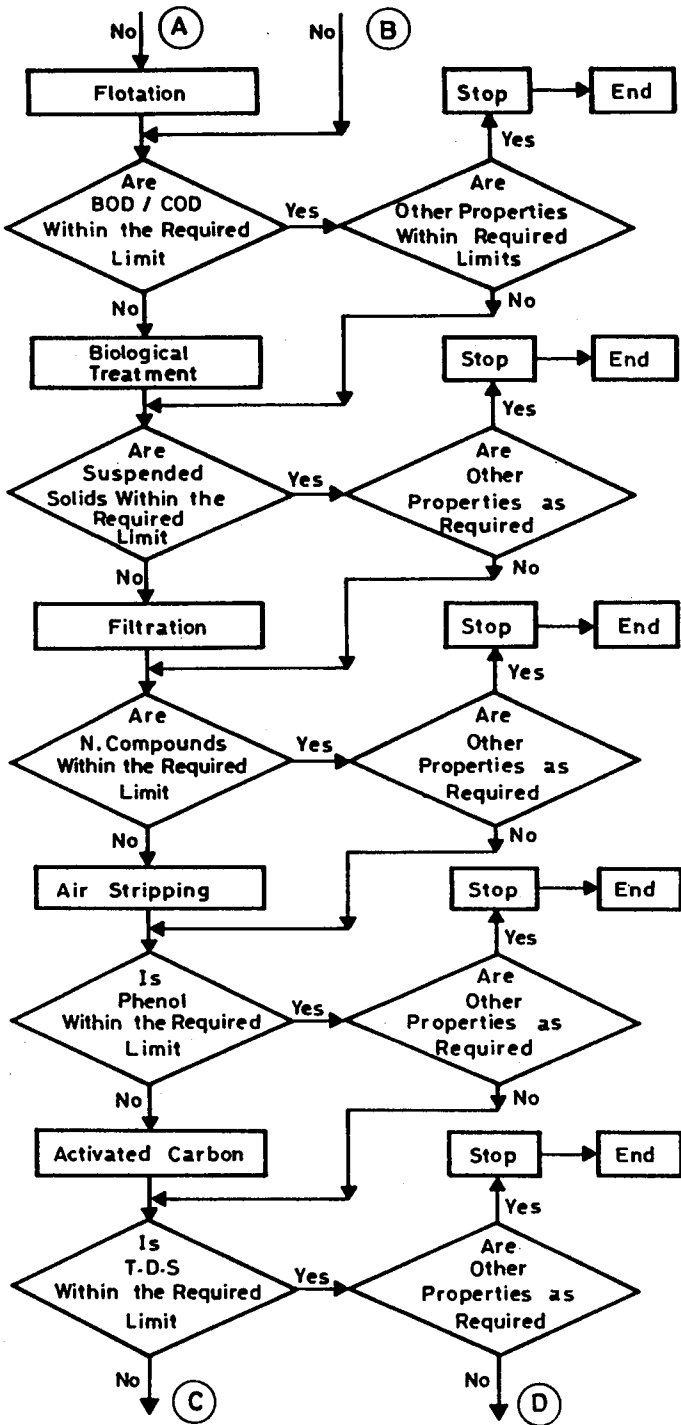 No
A
No
B
Flotation
Stop
End
Yes
Are
BOD / COD
Within the Required
Limit
Yes
Are
Other Properties
Within Required
Limits
No
No
Biological
Treatment
Stop
End
Yes
Are
Suspended
Solids Within the
Required
Limit
Yes
Are
Other
Properties as
Required
No
No
Filtration
Stop
End
Yes
Are
N. Compounds
Within the Required
Limit
Yes
Are
Other
Properties as
Required
No
No
Air Stripping
Stop
End
Yes
Is
Phenol
Within the Required
Limit
Yes
Are
Other
Properties as
Required
No
No
Activated Carbon
Stop
End
Yes
Is
T.D.S
Within the Required
Limit
Yes
Are
Other
Properties as
Required
No
C
No
D